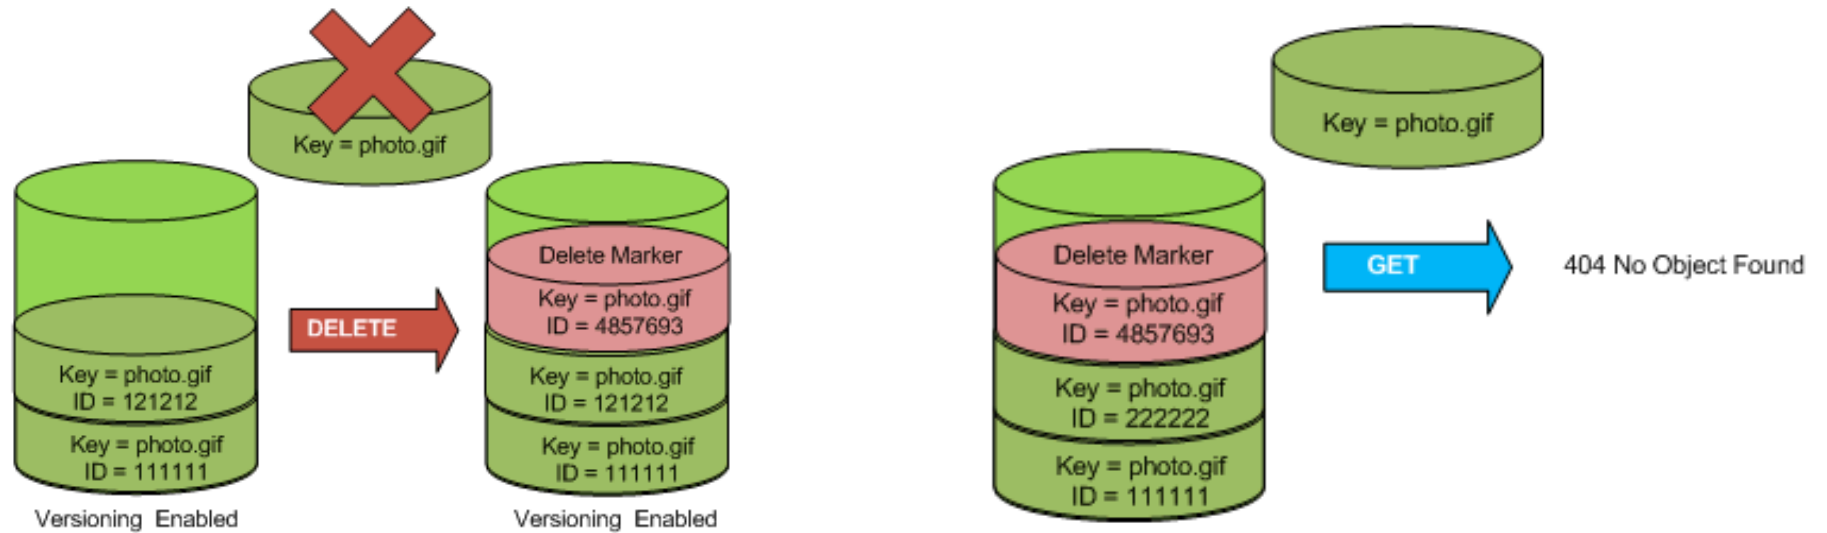 Key = photo.gif
Key = photo.gif
ID = 121212
Key = photo.gif
ID = 111111
Versioning Enabled
DELETE
Delete Marker
Key = photo.gif
ID = 4857693
Key = photo.gif
ID = 121212
Key = photo.gif
ID = 111111
Versioning Enabled
Key = photo.gif
Delete Marker
Key = photo.gif
ID = 4857693
Key = photo.gif
ID = 222222
Key = photo.gif
ID = 111111
GET
404 No Object Found